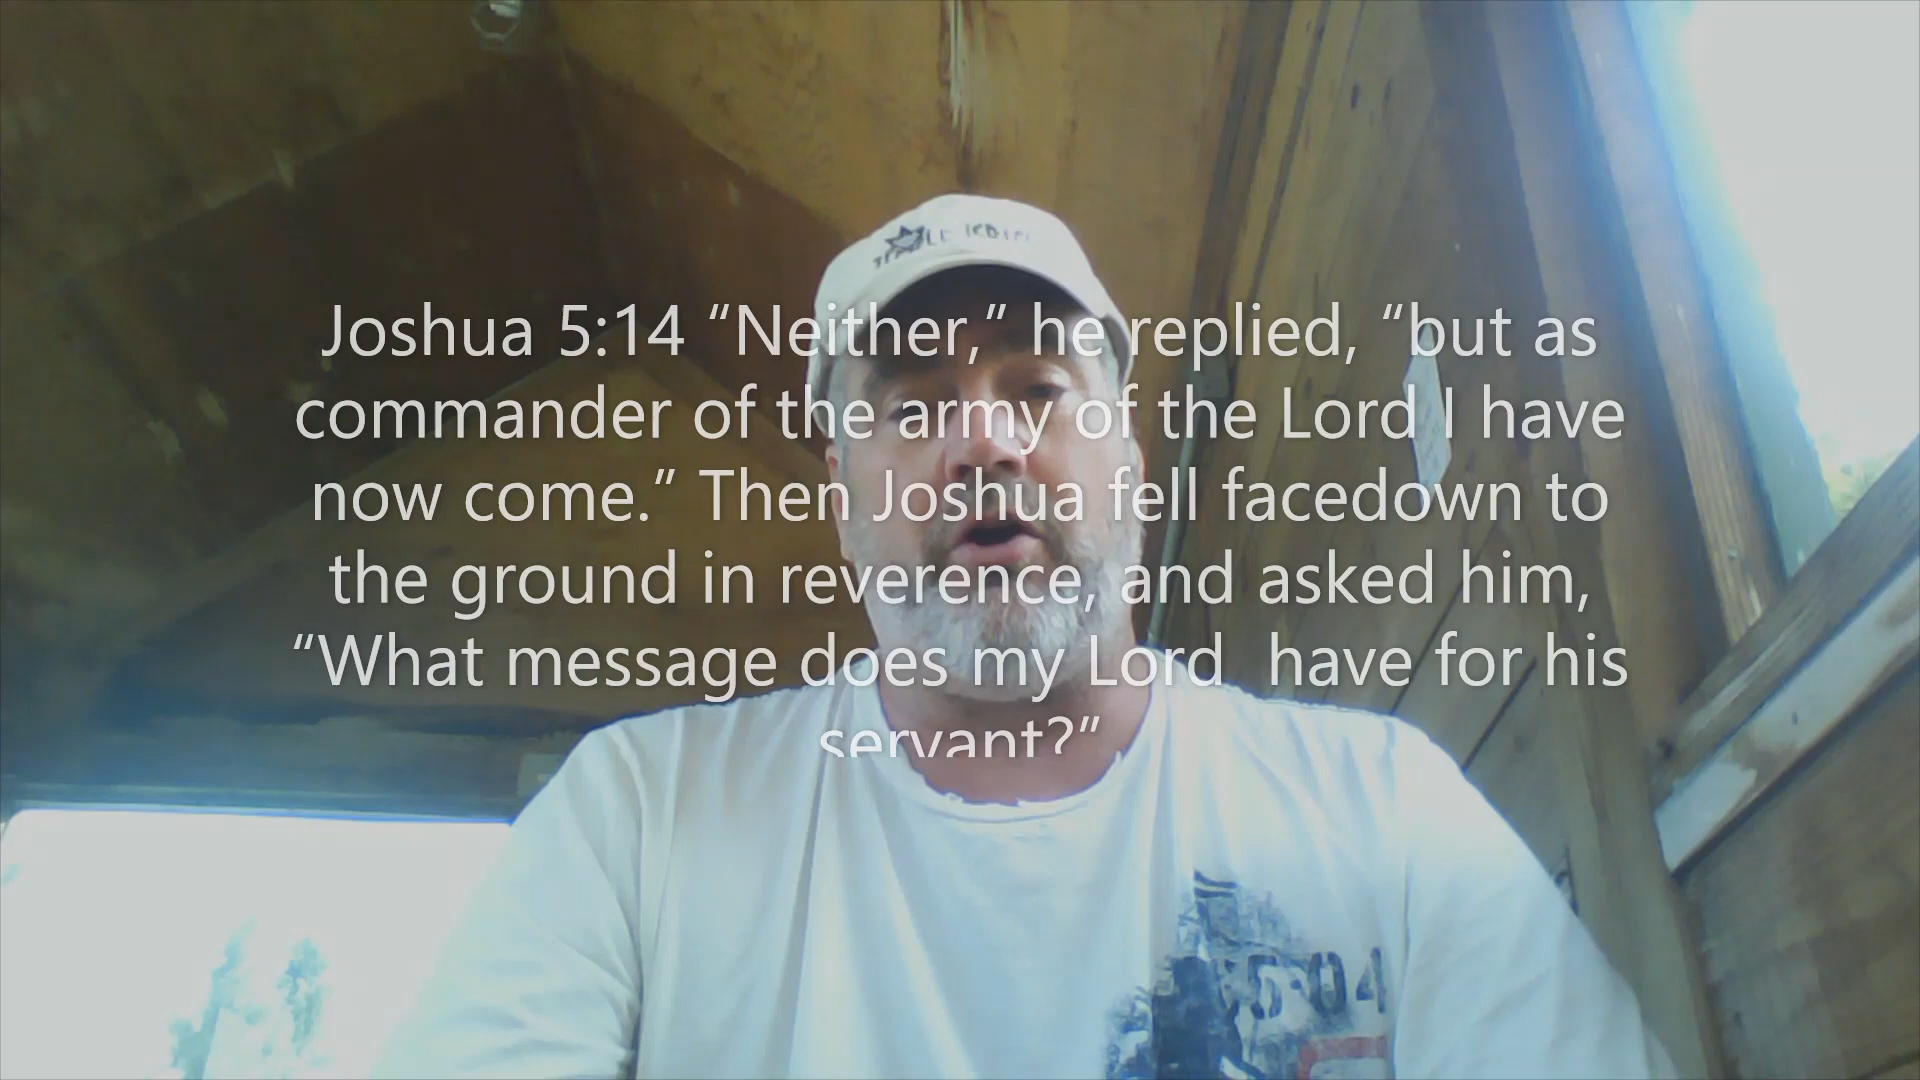 Joshua 5:14 “Neither,” he replied, “but as
commander of the army of the Lord I have
now come.” Then Joshua fell facedown to
the ground in reverence, and asked him,
“What message does my Lord  have for his
servant?”